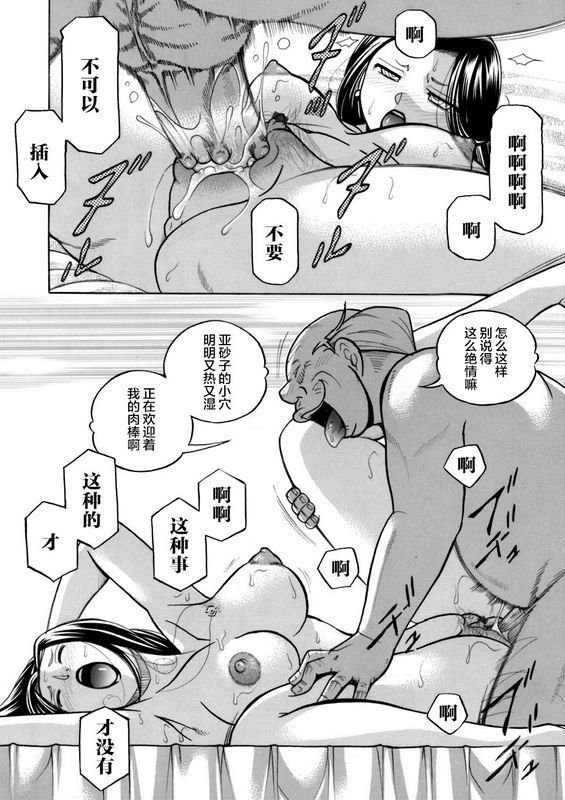 啊
啊啊啊啊
啊
不可以
插入
不要
怎么这样
别说得
这么绝情嘛
亚砂子的小穴
明明又热又湿
正在欢迎着
我的肉棒啊
啊
啊啊
这种事
啊
这种的
才
啊
才没有